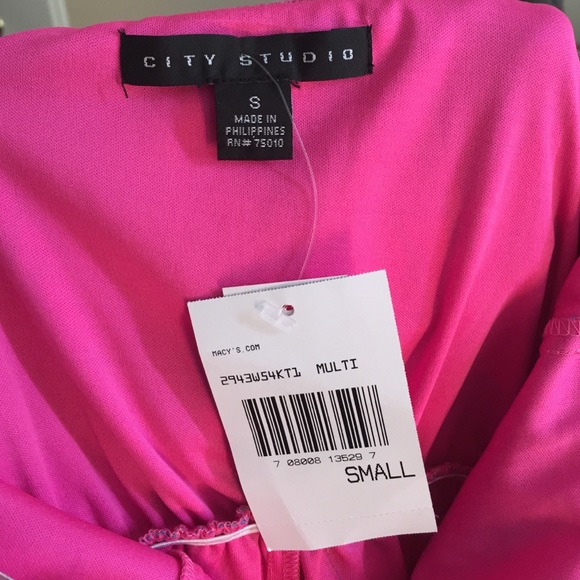 CITY STUDIO
S
MADE IN
PHILIPPINES
RN# 75010
MACY'S.COM
2943W54KT1 MULTI
7 08008 13529 7
SMALL